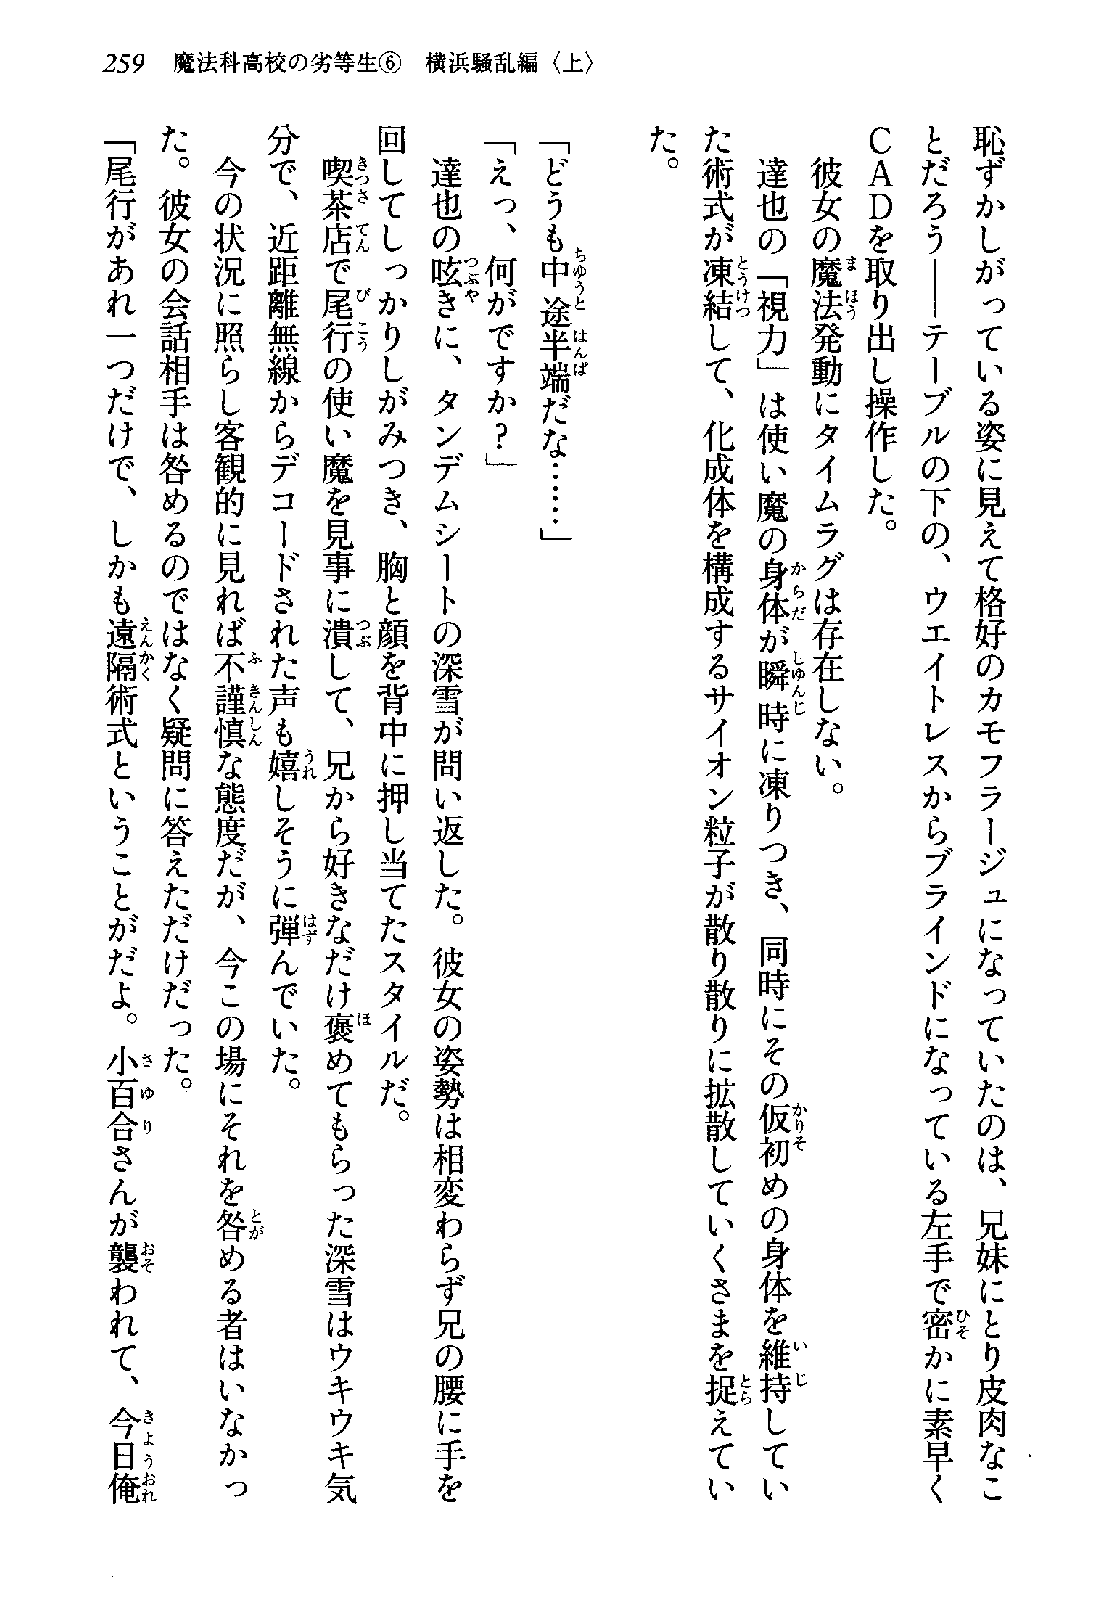 259　魔法科高校の劣等生⑥　横浜騒乱編〈上〉
恥ずかしがっている姿に見えて格好のカモフラージュになっていたのは、兄妹にとり皮肉なこ
とだろう――テーブルの下の、ウエイトレスからブラインドになっている左手で密かに素早く
ＣＡＤを取り出し操作した。
　彼女の魔法発動にタイムラグは存在しない。
　達也の「視力」は使い魔の身体が瞬時に凍りつき、同時にその仮初めの身体を維持してい
た術式が凍結して、化成体を構成するサイオン粒子が散り散りに拡散していくさまを捉えてい
た。
「どうも中途半端だな……」
「えっ、何がですか？」
　達也の呟きに、タンデムシートの深雪が問い返した。彼女の姿勢は相変わらず兄の腰に手を
回してしっかりしがみつき、胸と顔を背中に押し当てたスタイルだ。
　喫茶店で尾行の使い魔を見事に潰して、兄から好きなだけ褒めてもらった深雪はウキウキ気
分で、近距離無線からデコードされた声も嬉しそうに弾んでいた。
　今の状況に照らし客観的に見れば不謹慎な態度だが、今この場にそれを咎める者はいなかっ
た。彼女の会話相手は咎めるのではなく疑問に答えただけだった。
「尾行があれ一つだけで、しかも遠隔術式ということがだよ。小百合さんが襲われて、今日俺